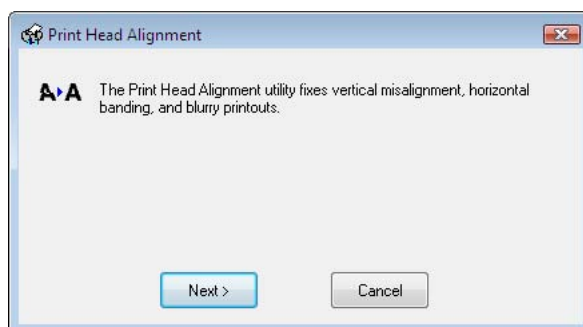 Print Head Alignment
A A The Print Head Alignment utility fixes vertical misalignment, horizontal
banding, and blurry printouts.
Next > Cancel